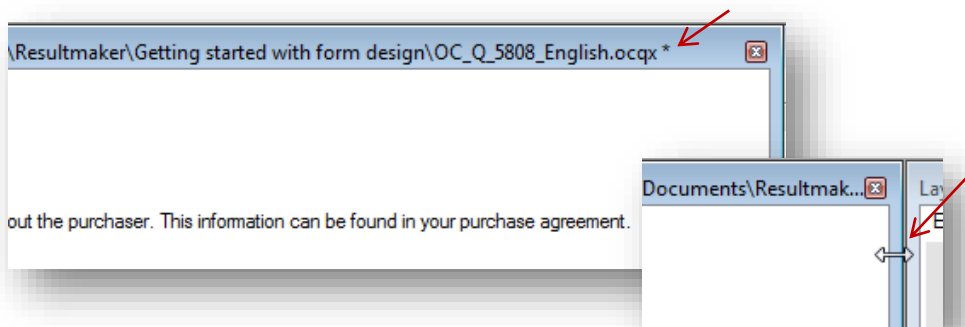 \Resultmaker\Getting started with form design\OC_Q_5808_English.ocqx *
out the purchaser. This information can be found in your purchase agreement.
Documents\Resultmak...
Lay
E